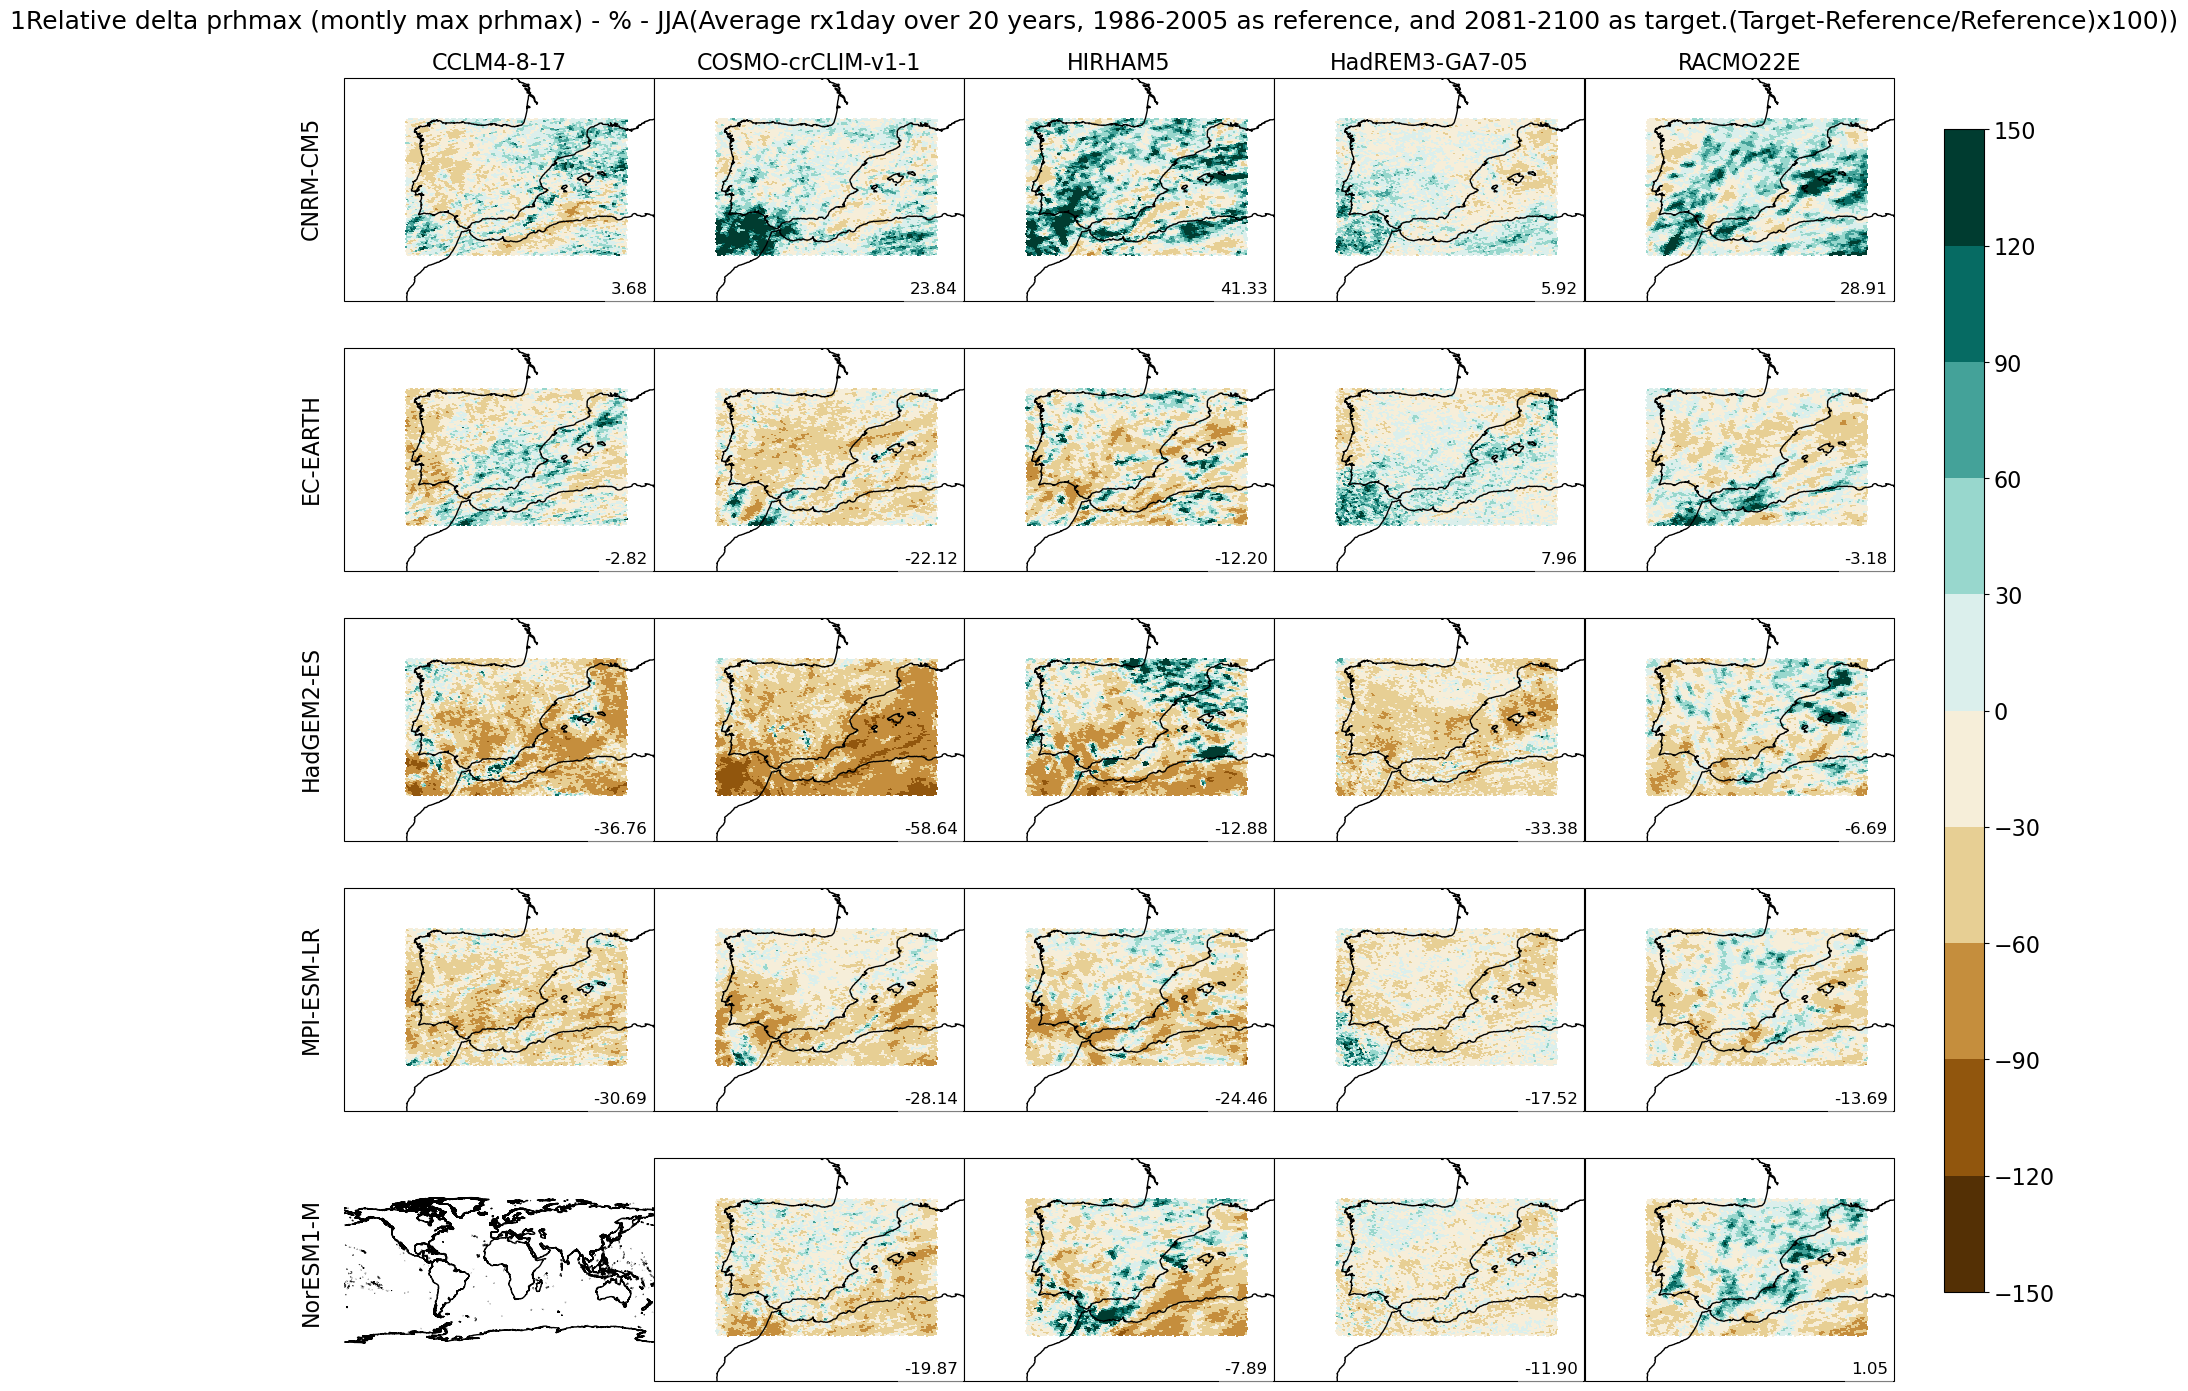 1Relative delta prhmax (montly max prhmax) - % - JJA(Average rx1day over 20 years, 1986-2005 as reference, and 2081-2100 as target.(Target-Reference/Reference)x100))
CCLM4-8-17 COSMO-crCLIM-v1-1 HIRHAM5 HadREM3-GA7-05 RACMO22E
CNRM-CM5
3.68 23.84 41.33 5.92 28.91
EC-EARTH
-2.82 -22.12 -12.20 7.96 -3.18
HadGEM2-ES
-36.76 -58.64 -12.88 -33.38 -6.69
MPI-ESM-LR
-30.69 -28.14 -24.46 -17.52 -13.69
NorESM1-M
-19.87 -7.89 -11.90 1.05
150
120
90
60
30
0
−30
−60
−90
−120
−150